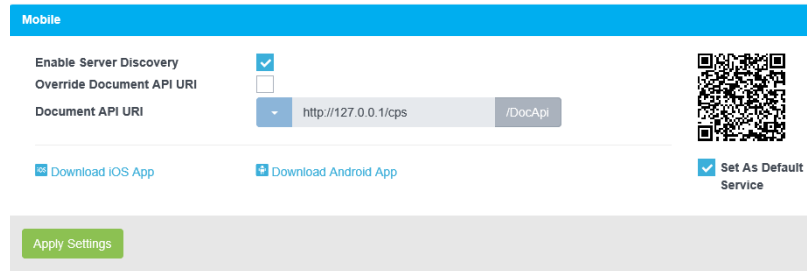 Mobile
Enable Server Discovery
Override Document API URI
Document API URI
http://127.0.0.1/cps
/DocApi
iOS Download iOS App
Download Android App
Set As Default
Service
Apply Settings